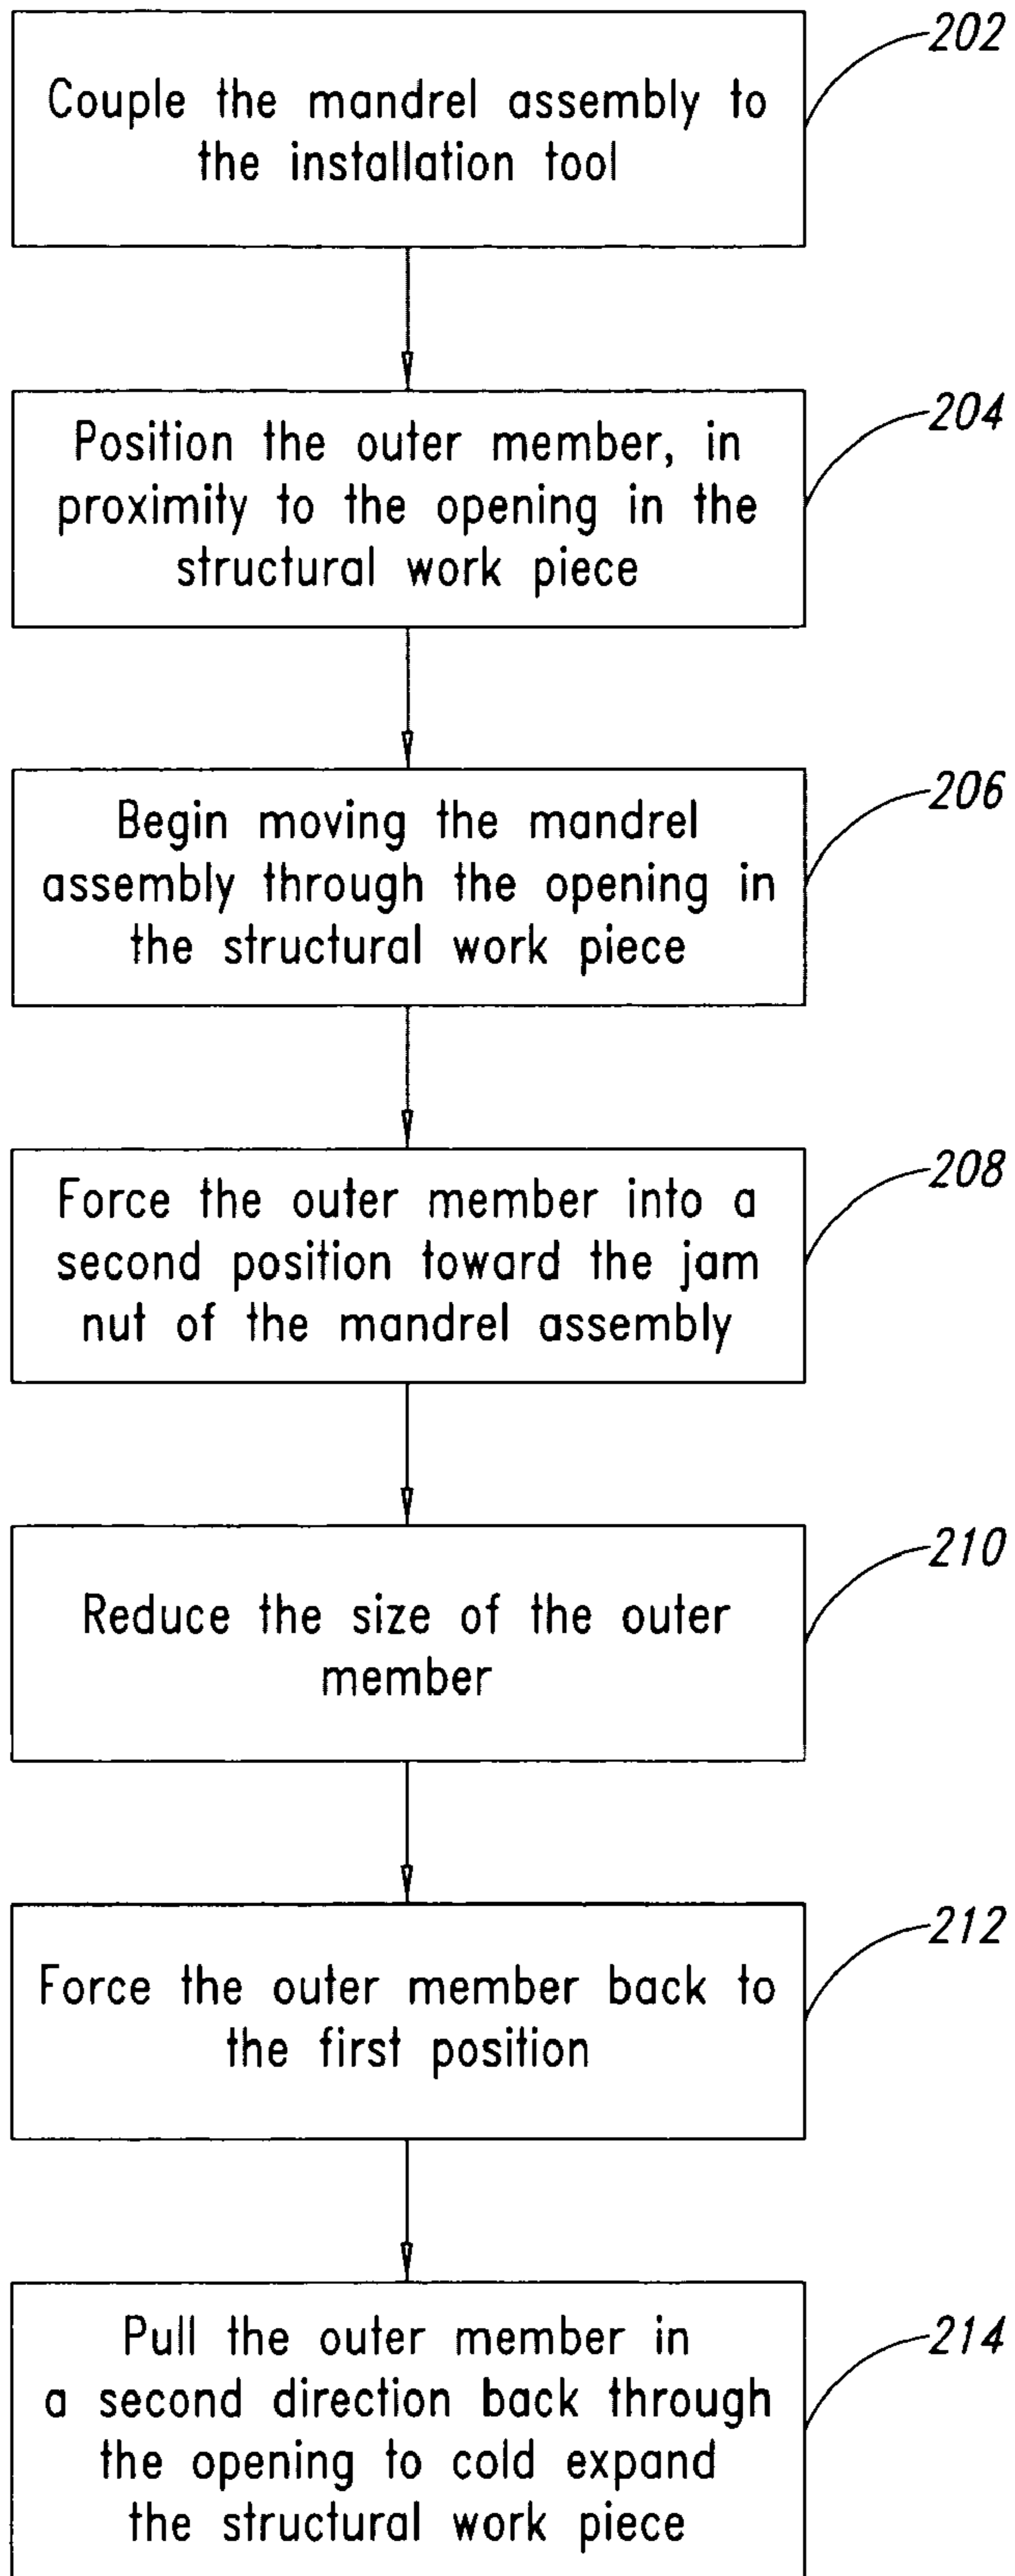 202
Couple the mandrel assembly to
the installation tool
204
Position the outer member, in
proximity to the opening in the
structural work piece
206
Begin moving the mandrel
assembly through the opening in
the structural work piece
208
Force the outer member into a
second position toward the jam
nut of the mandrel assembly
210
Reduce the size of the outer
member
212
Force the outer member back to
the first position
214
Pull the outer member in
a second direction back through
the opening to cold expand
the structural work piece